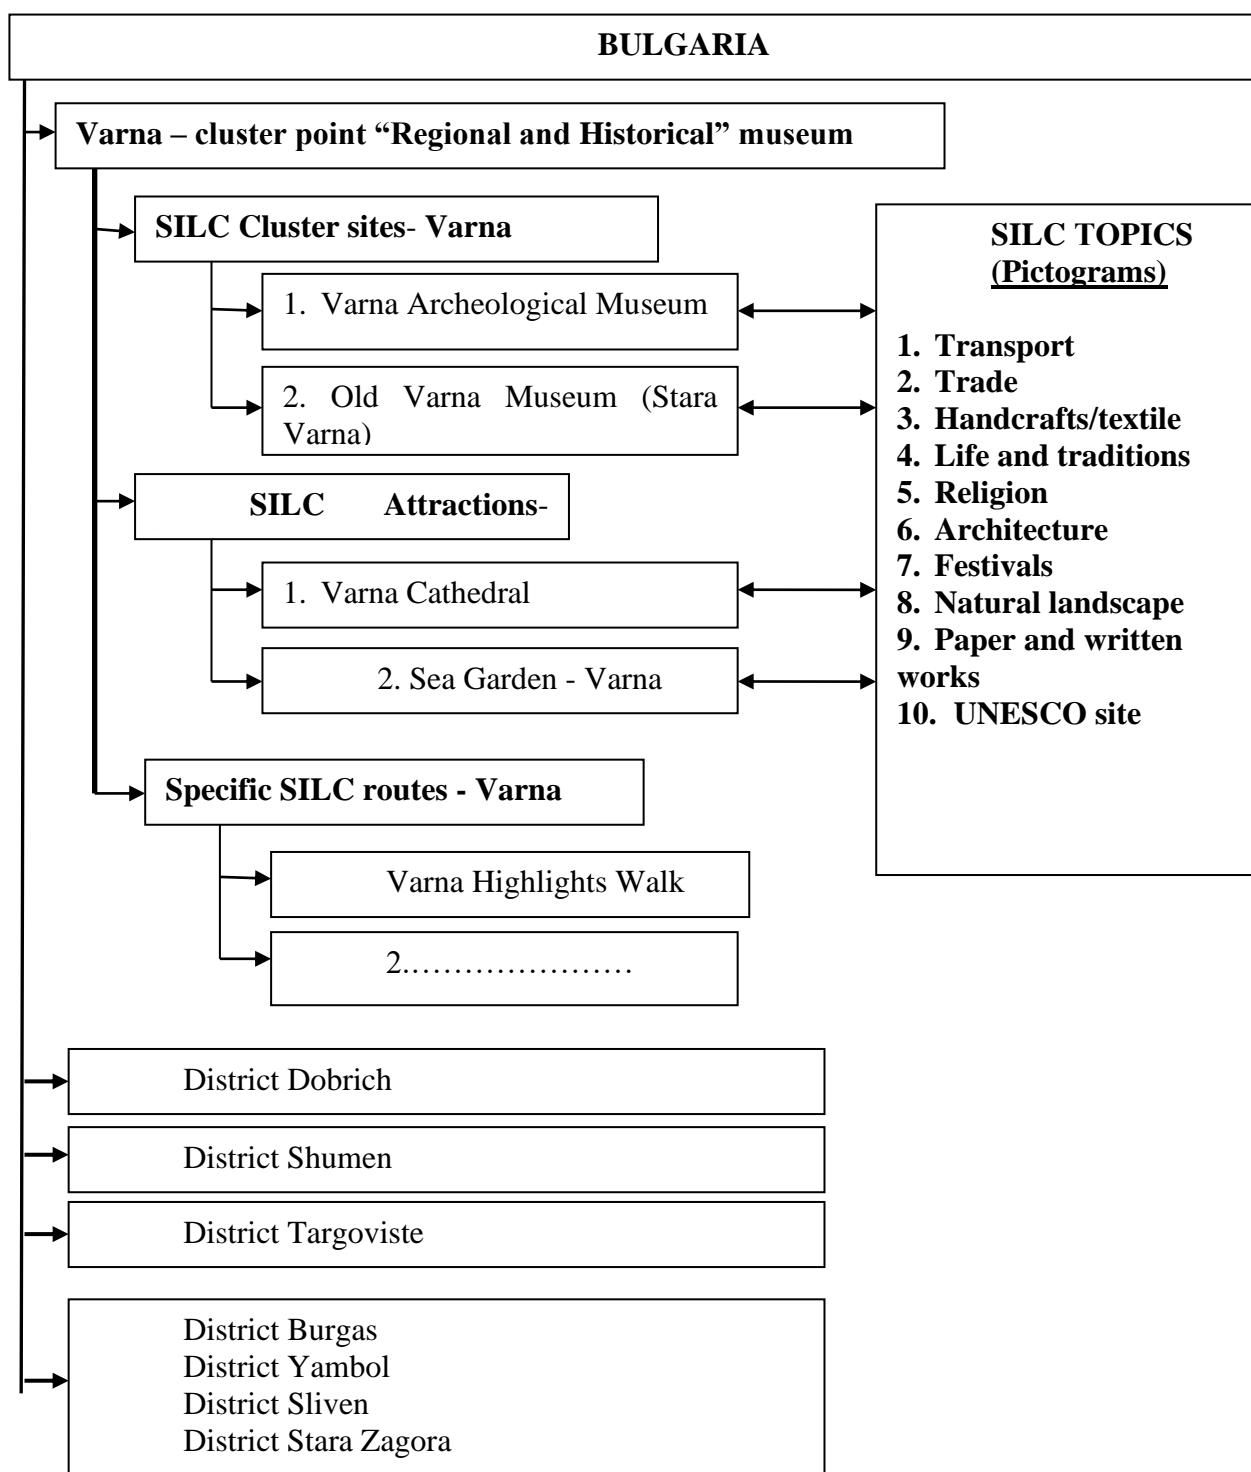 BULGARIA
Varna – cluster point “Regional and Historical” museum
SILC Cluster sites- Varna
1. Varna Archeological Museum
2. Old Varna Museum (Stara
Varna)
SILC Attractions-
1. Varna Cathedral
2. Sea Garden - Varna
Specific SILC routes - Varna
Varna Highlights Walk
2.……………………
SILC TOPICS
(Pictograms)
1. Transport
2. Trade
3. Handcrafts/textile
4. Life and traditions
5. Religion
6. Architecture
7. Festivals
8. Natural landscape
9. Paper and written
works
10. UNESCO site
District Dobrich
District Shumen
District Targoviste
District Burgas
District Yambol
District Sliven
District Stara Zagora